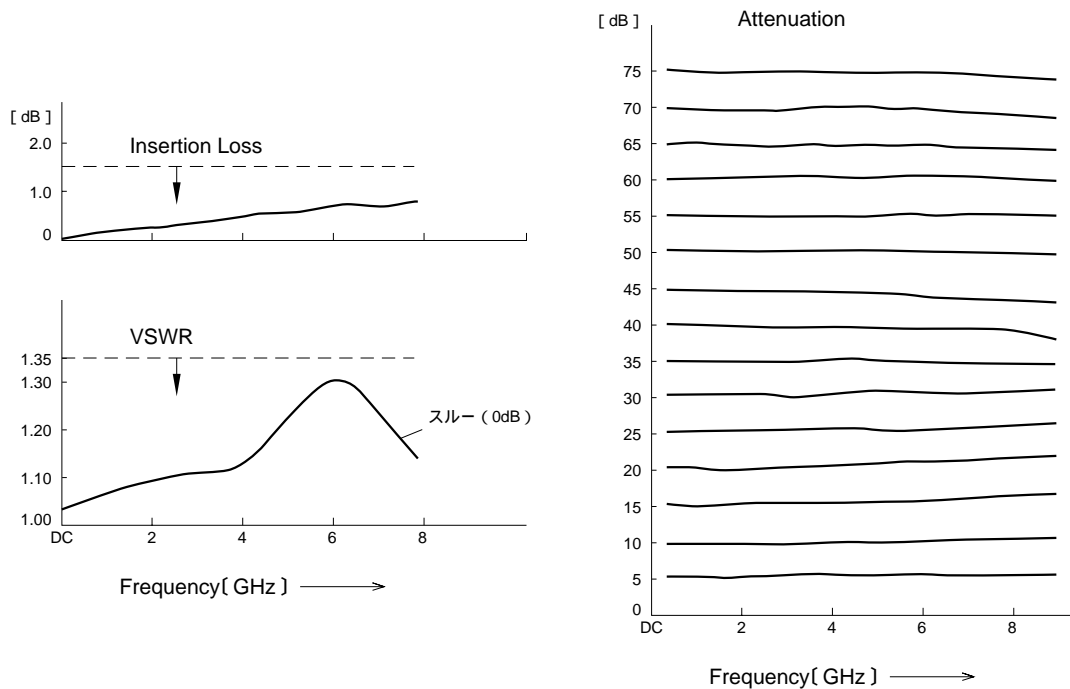 [ dB ]
2.0
Insertion Loss
1.0
0
VSWR
1.35
1.30
スルー ( 0dB )
1.20
1.10
1.00
DC 2 4 6 8
Frequency〔 GHz 〕
Attenuation
[ dB ]
75
70
65
60
55
50
45
40
35
30
25
20
15
10
5
0
DC 2 4 6 8
Frequency〔 GHz 〕